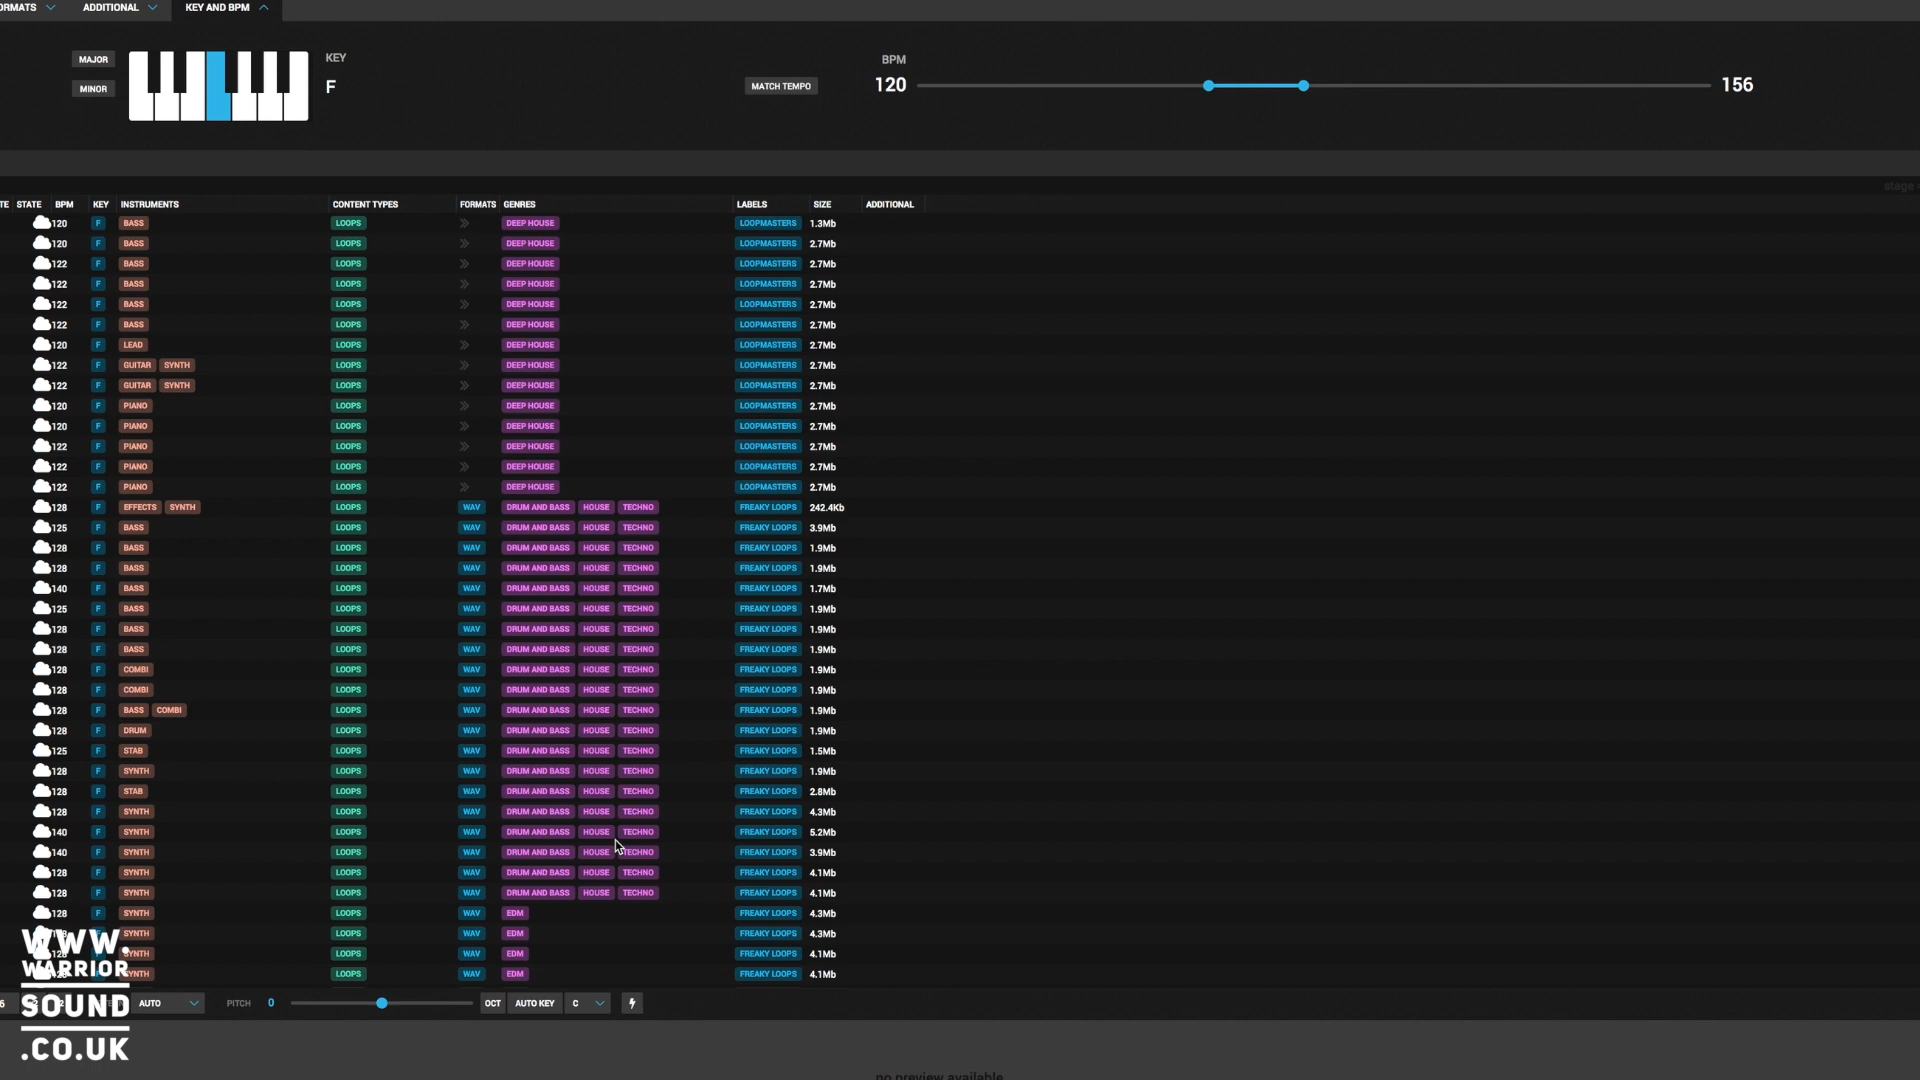 ORMATS ADDITIONAL KEY AND BPM
MAJOR
MINOR
KEY
F
MATCH TEMPO
BPM
120 156
TE STATE BPM KEY INSTRUMENTS CONTENT TYPES FORMATS GENRES LABELS SIZE ADDITIONAL
120 F BASS LOOPS DEEP HOUSE LOOPMASTERS 1.3Mb
120 F BASS LOOPS DEEP HOUSE LOOPMASTERS 2.7Mb
122 F BASS LOOPS DEEP HOUSE LOOPMASTERS 2.7Mb
122 F BASS LOOPS DEEP HOUSE LOOPMASTERS 2.7Mb
122 F BASS LOOPS DEEP HOUSE LOOPMASTERS 2.7Mb
122 F BASS LOOPS DEEP HOUSE LOOPMASTERS 2.7Mb
120 F LEAD LOOPS DEEP HOUSE LOOPMASTERS 2.7Mb
122 F GUITAR SYNTH LOOPS DEEP HOUSE LOOPMASTERS 2.7Mb
122 F GUITAR SYNTH LOOPS DEEP HOUSE LOOPMASTERS 2.7Mb
120 F PIANO LOOPS DEEP HOUSE LOOPMASTERS 2.7Mb
120 F PIANO LOOPS DEEP HOUSE LOOPMASTERS 2.7Mb
122 F PIANO LOOPS DEEP HOUSE LOOPMASTERS 2.7Mb
122 F PIANO LOOPS DEEP HOUSE LOOPMASTERS 2.7Mb
122 F PIANO LOOPS DEEP HOUSE LOOPMASTERS 2.7Mb
128 F EFFECTS SYNTH LOOPS WAV DRUM AND BASS HOUSE TECHNO FREAKY LOOPS 242.4Kb
125 F BASS LOOPS WAV DRUM AND BASS HOUSE TECHNO FREAKY LOOPS 3.9Mb
128 F BASS LOOPS WAV DRUM AND BASS HOUSE TECHNO FREAKY LOOPS 1.9Mb
128 F BASS LOOPS WAV DRUM AND BASS HOUSE TECHNO FREAKY LOOPS 1.9Mb
140 F BASS LOOPS WAV DRUM AND BASS HOUSE TECHNO FREAKY LOOPS 1.7Mb
125 F BASS LOOPS WAV DRUM AND BASS HOUSE TECHNO FREAKY LOOPS 1.9Mb
128 F BASS LOOPS WAV DRUM AND BASS HOUSE TECHNO FREAKY LOOPS 1.9Mb
128 F BASS LOOPS WAV DRUM AND BASS HOUSE TECHNO FREAKY LOOPS 1.9Mb
128 F COMBI LOOPS WAV DRUM AND BASS HOUSE TECHNO FREAKY LOOPS 1.9Mb
128 F COMBI LOOPS WAV DRUM AND BASS HOUSE TECHNO FREAKY LOOPS 1.9Mb
128 F BASS COMBI LOOPS WAV DRUM AND BASS HOUSE TECHNO FREAKY LOOPS 1.9Mb
128 F DRUM LOOPS WAV DRUM AND BASS HOUSE TECHNO FREAKY LOOPS 1.9Mb
125 F STAB LOOPS WAV DRUM AND BASS HOUSE TECHNO FREAKY LOOPS 1.5Mb
128 F SYNTH LOOPS WAV DRUM AND BASS HOUSE TECHNO FREAKY LOOPS 1.9Mb
128 F STAB LOOPS WAV DRUM AND BASS HOUSE TECHNO FREAKY LOOPS 2.8Mb
128 F SYNTH LOOPS WAV DRUM AND BASS HOUSE TECHNO FREAKY LOOPS 4.3Mb
140 F SYNTH LOOPS WAV DRUM AND BASS HOUSE TECHNO FREAKY LOOPS 5.2Mb
140 F SYNTH LOOPS WAV DRUM AND BASS HOUSE TECHNO FREAKY LOOPS 3.9Mb
128 F SYNTH LOOPS WAV DRUM AND BASS HOUSE TECHNO FREAKY LOOPS 4.1Mb
128 F SYNTH LOOPS WAV DRUM AND BASS HOUSE TECHNO FREAKY LOOPS 4.1Mb
128 F SYNTH LOOPS WAV EDM FREAKY LOOPS 4.3Mb
SYNTH LOOPS WAV EDM FREAKY LOOPS 4.3Mb
SYNTH LOOPS WAV EDM FREAKY LOOPS 4.1Mb
SYNTH LOOPS WAV EDM FREAKY LOOPS 4.1Mb
AUTO PITCH 0 OCT AUTO KEY C
WWW.
WARRIOR
SOUND
.CO.UK
no preview available